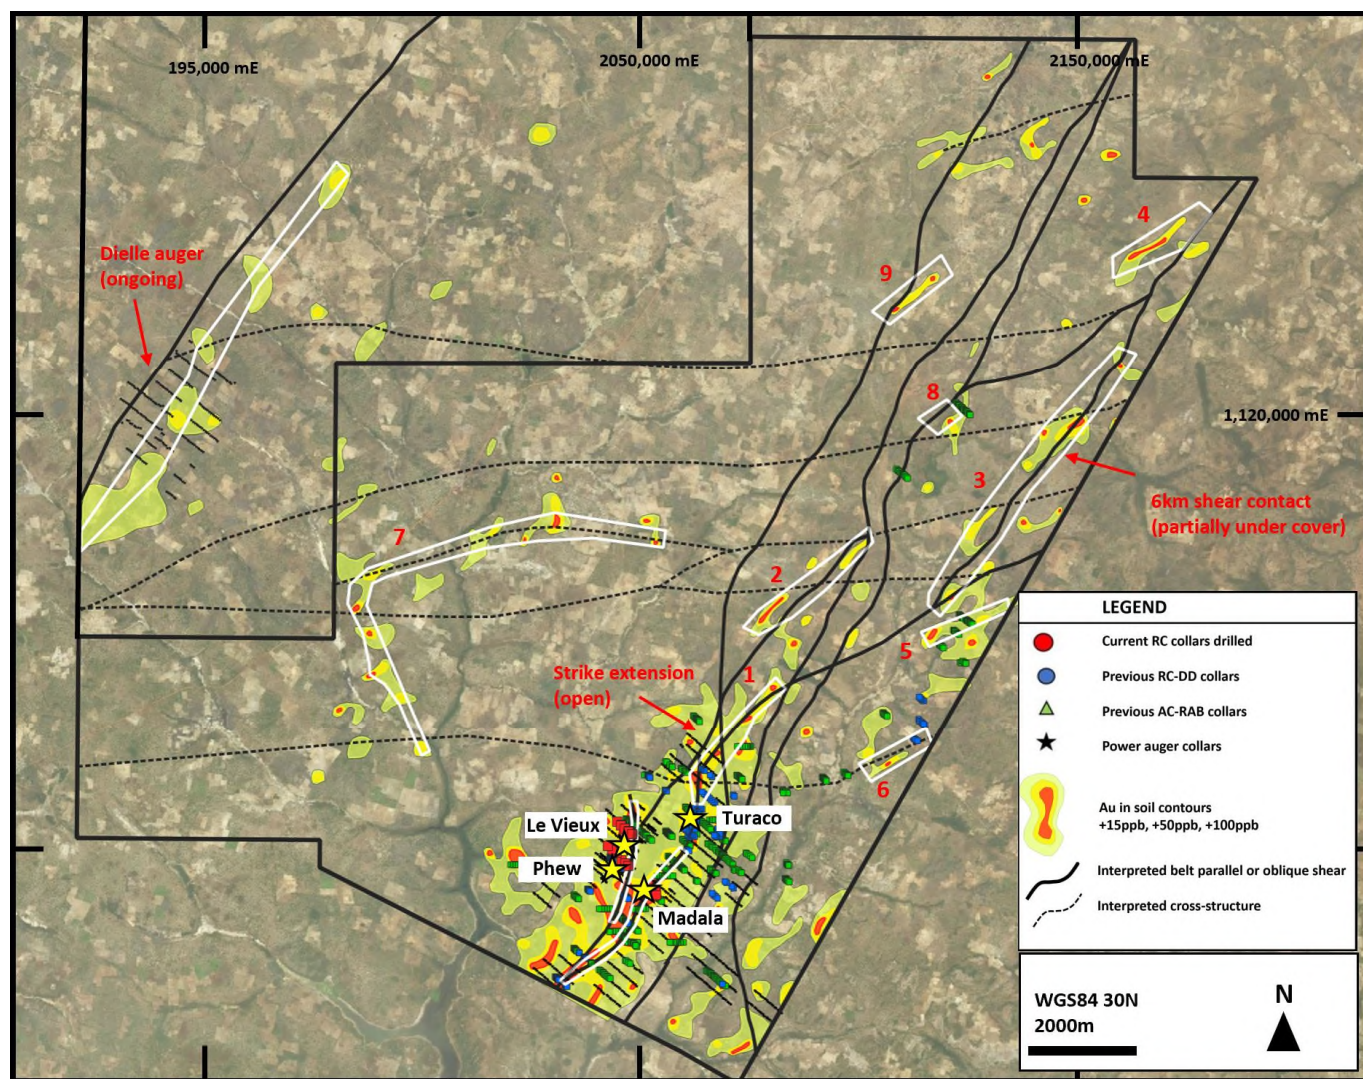 195,000 mE
2050,000 mE
2150,000 mE
4
Dielle auger
(ongoing)
9
8
1,120,000 mE
3
6km shear contact
(partially under cover)
7
2
5
Strike extension
(open)
1
6
Le Vieux
Turaco
Phew
Madala
LEGEND
Current RC collars drilled
Previous RC-DD collars
Previous AC-RAB collars
Power auger collars
Au in soil contours
+15ppb, +50ppb, +100ppb
Interpreted belt parallel or oblique shear
Interpreted cross-structure
WGS84 30N
2000m
N